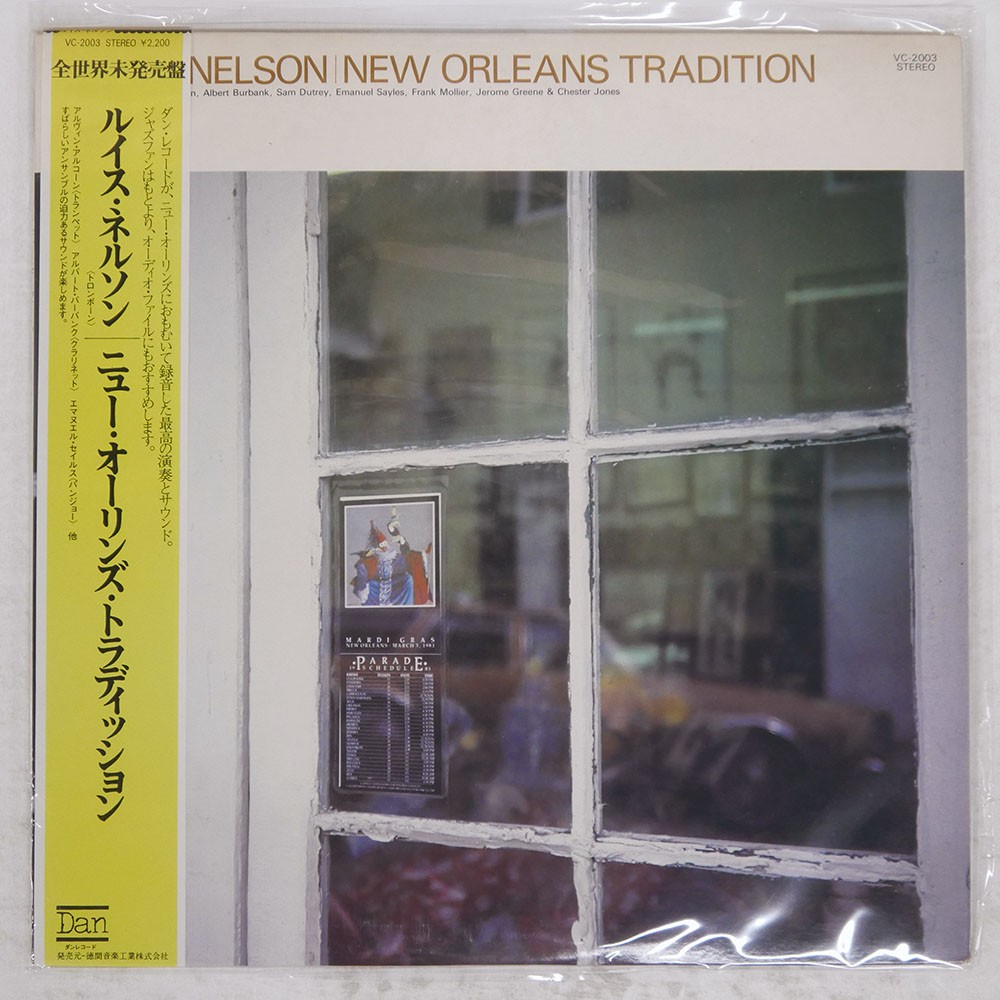 VC-2003 STEREO ¥2,200
全世界未発売盤
ダン・レコードが、ニュー・オーリンズにおもむいて録音した最高の演奏とサウンド。
ジャズファンはもとより、オーディオ・ファイルにもおすすめします。
ルイス・ネルソン
(トロンボーン)
ニュー・オーリンズ・トラディッション
アルヴィン・アルコーン(トランペット) アルバート・バーバンク(クラリネット) エマヌエル・セイルス(バンジョー) 他
すばらしいアンサンブルの迫力あるサウンドが楽しめます。
Dan
ダンレコード
発売元・徳間音楽工業株式会社
NELSON | NEW ORLEANS TRADITION
n, Albert Burbank, Sam Dutrey, Emanuel Sayles, Frank Mollier, Jerome Greene & Chester Jones
VC-2003
STEREO
MARDI GRAS
NEW ORLEANS · MARCH 3, 1981
·PARADE·
SCHEDULE